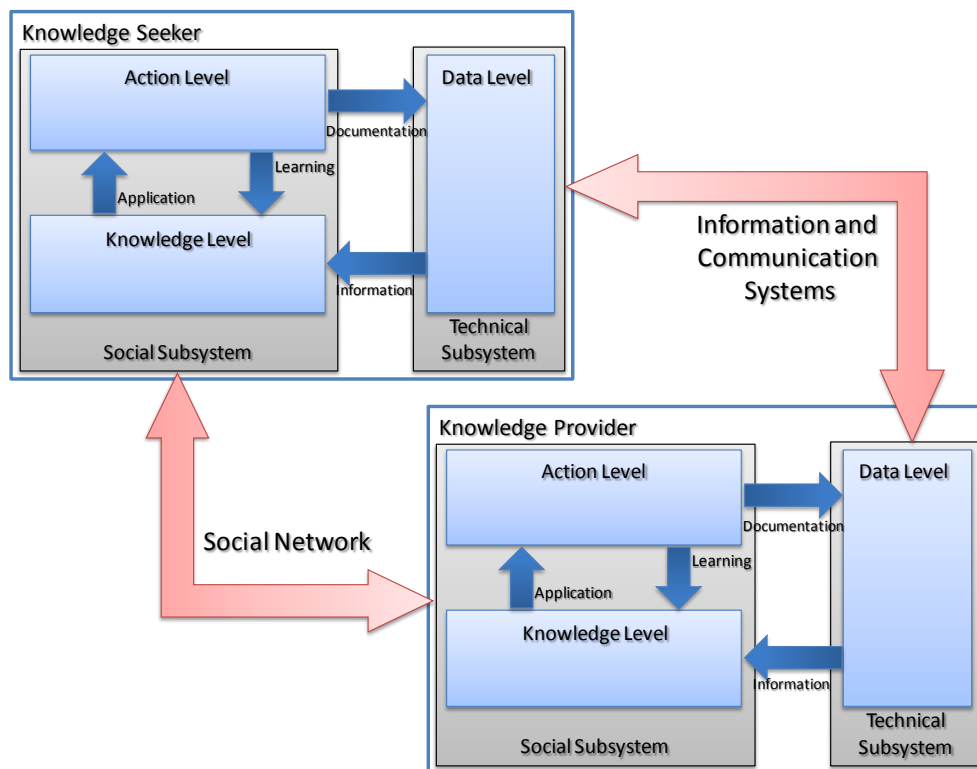 Knowledge Seeker
Action Level
Data Level
Documentation
Learning
Application
Knowledge Level
Information
Social Subsystem
Technical
Subsystem
Information and
Communication
Systems
Social Network
Knowledge Provider
Action Level
Data Level
Documentation
Learning
Application
Knowledge Level
Information
Social Subsystem
Technical
Subsystem